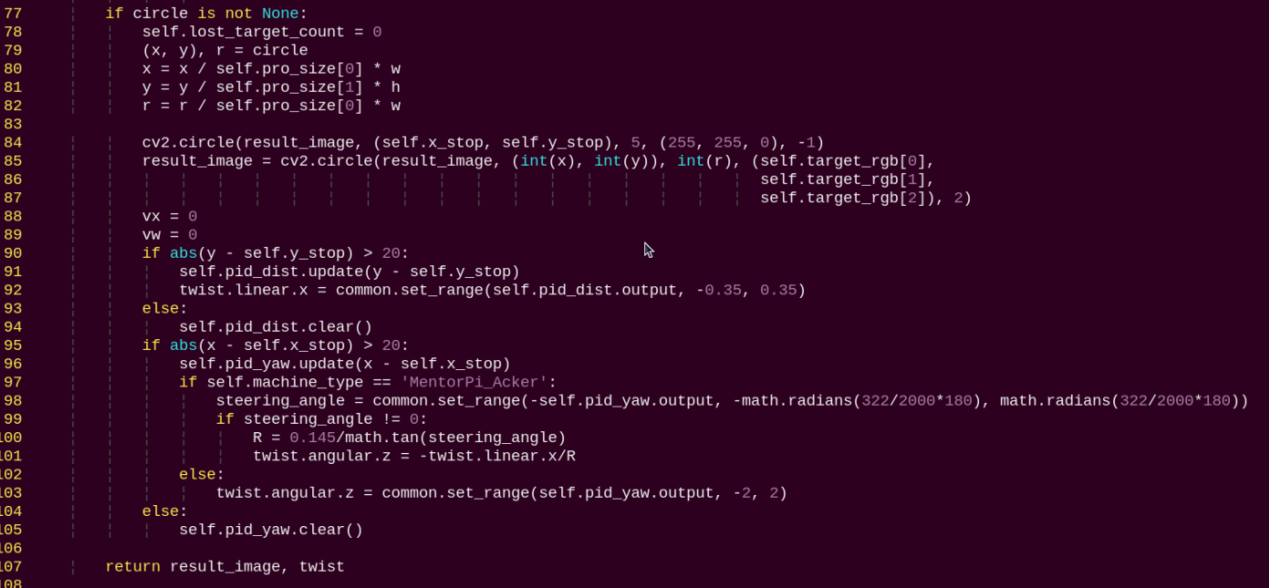 77 if circle is not None:
78 self.lost_target_count = 0
79 (x, y), r = circle
80 x = x / self.pro_size[0] * w
81 y = y / self.pro_size[1] * h
82 r = r / self.pro_size[0] * w
83
84 cv2.circle(result_image, (self.x_stop, self.y_stop), 5, (255, 255, 0), -1)
85 result_image = cv2.circle(result_image, (int(x), int(y)), int(r), (self.target_rgb[0],
86 self.target_rgb[1],
87 self.target_rgb[2]), 2)
88 vx = 0
89 vw = 0
90 if abs(y - self.y_stop) > 20:
91 self.pid_dist.update(y - self.y_stop)
92 twist.linear.x = common.set_range(self.pid_dist.output, -0.35, 0.35)
93 else:
94 self.pid_dist.clear()
95 if abs(x - self.x_stop) > 20:
96 self.pid_yaw.update(x - self.x_stop)
97 if self.machine_type == 'MentorPi_Acker':
98 steering_angle = common.set_range(-self.pid_yaw.output, -math.radians(322/2000*180), math.radians(322/2000*180))
99 if steering_angle != 0:
100 R = 0.145/math.tan(steering_angle)
101 twist.angular.z = -twist.linear.x/R
102 else:
103 twist.angular.z = common.set_range(self.pid_yaw.output, -2, 2)
104 else:
105 self.pid_yaw.clear()
106
107 return result_image, twist
108